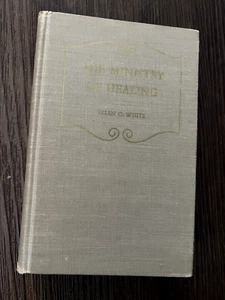 THE MINISTRY
OF HEALING
ELLEN G. WHITE